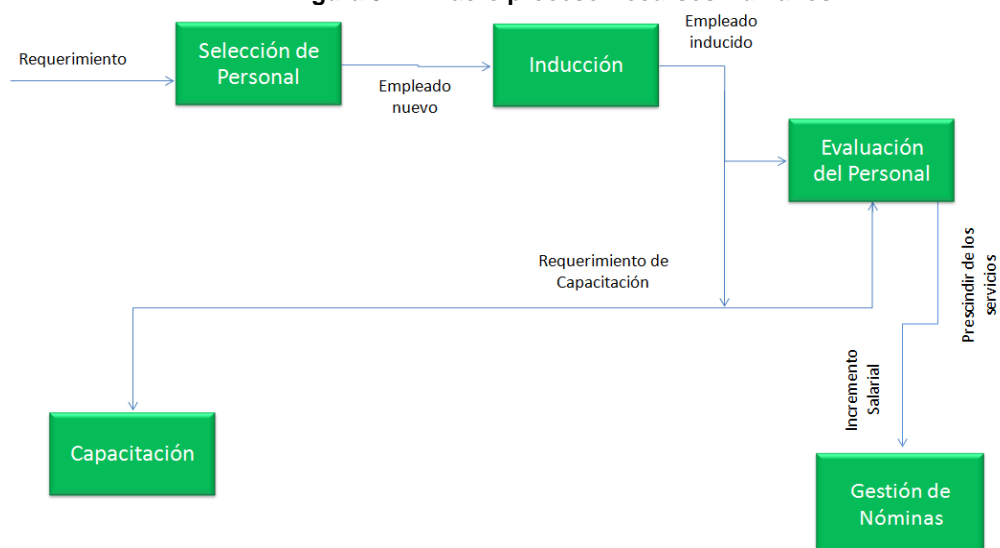 Empleado
inducido
Requerimiento
Selección de
Personal
Empleado
nuevo
Inducción
Evaluación
del Personal
Requerimiento de
Capacitación
Prescindir de los
servicios
Incremento
Salarial
Capacitación
Gestión de
Nóminas